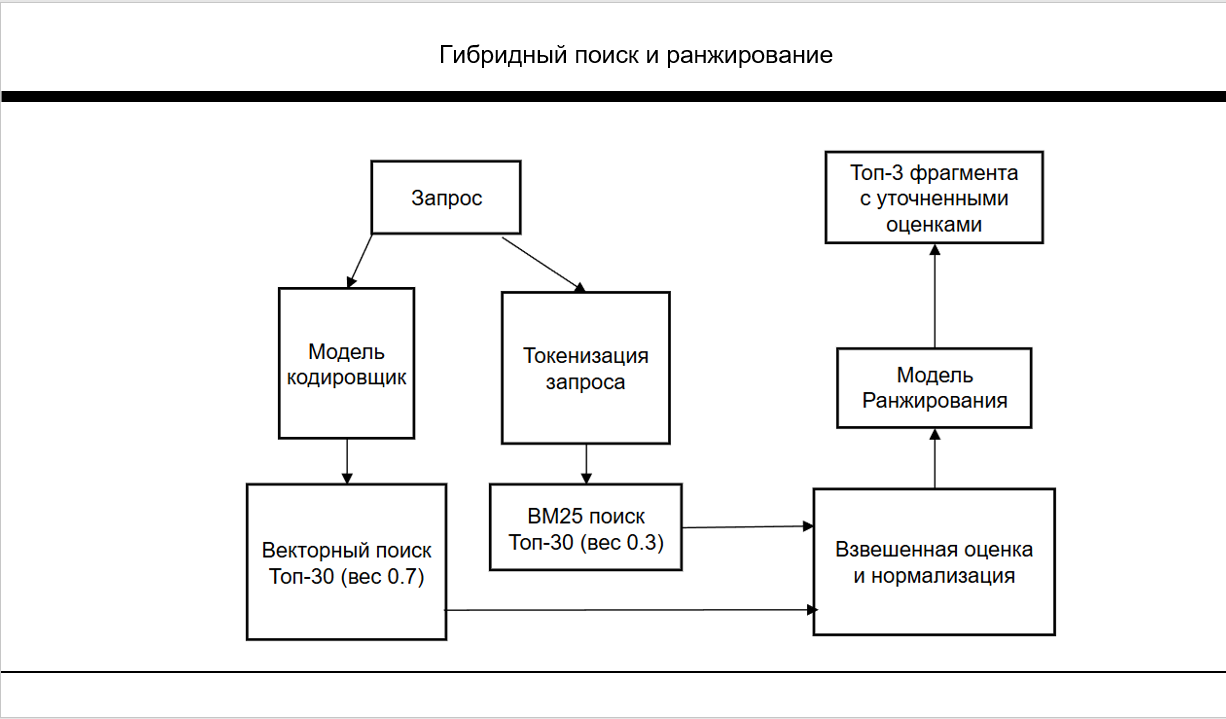 Гибридный поиск и ранжирование
Запрос
Модель
кодировщик
Векторный поиск
Топ-30 (вес 0.7)
Токенизация
запроса
BM25 поиск
Топ-30 (вес 0.3)
Взвешенная оценка
и нормализация
Модель
Ранжирования
Топ-3 фрагмента
с уточненными
оценками